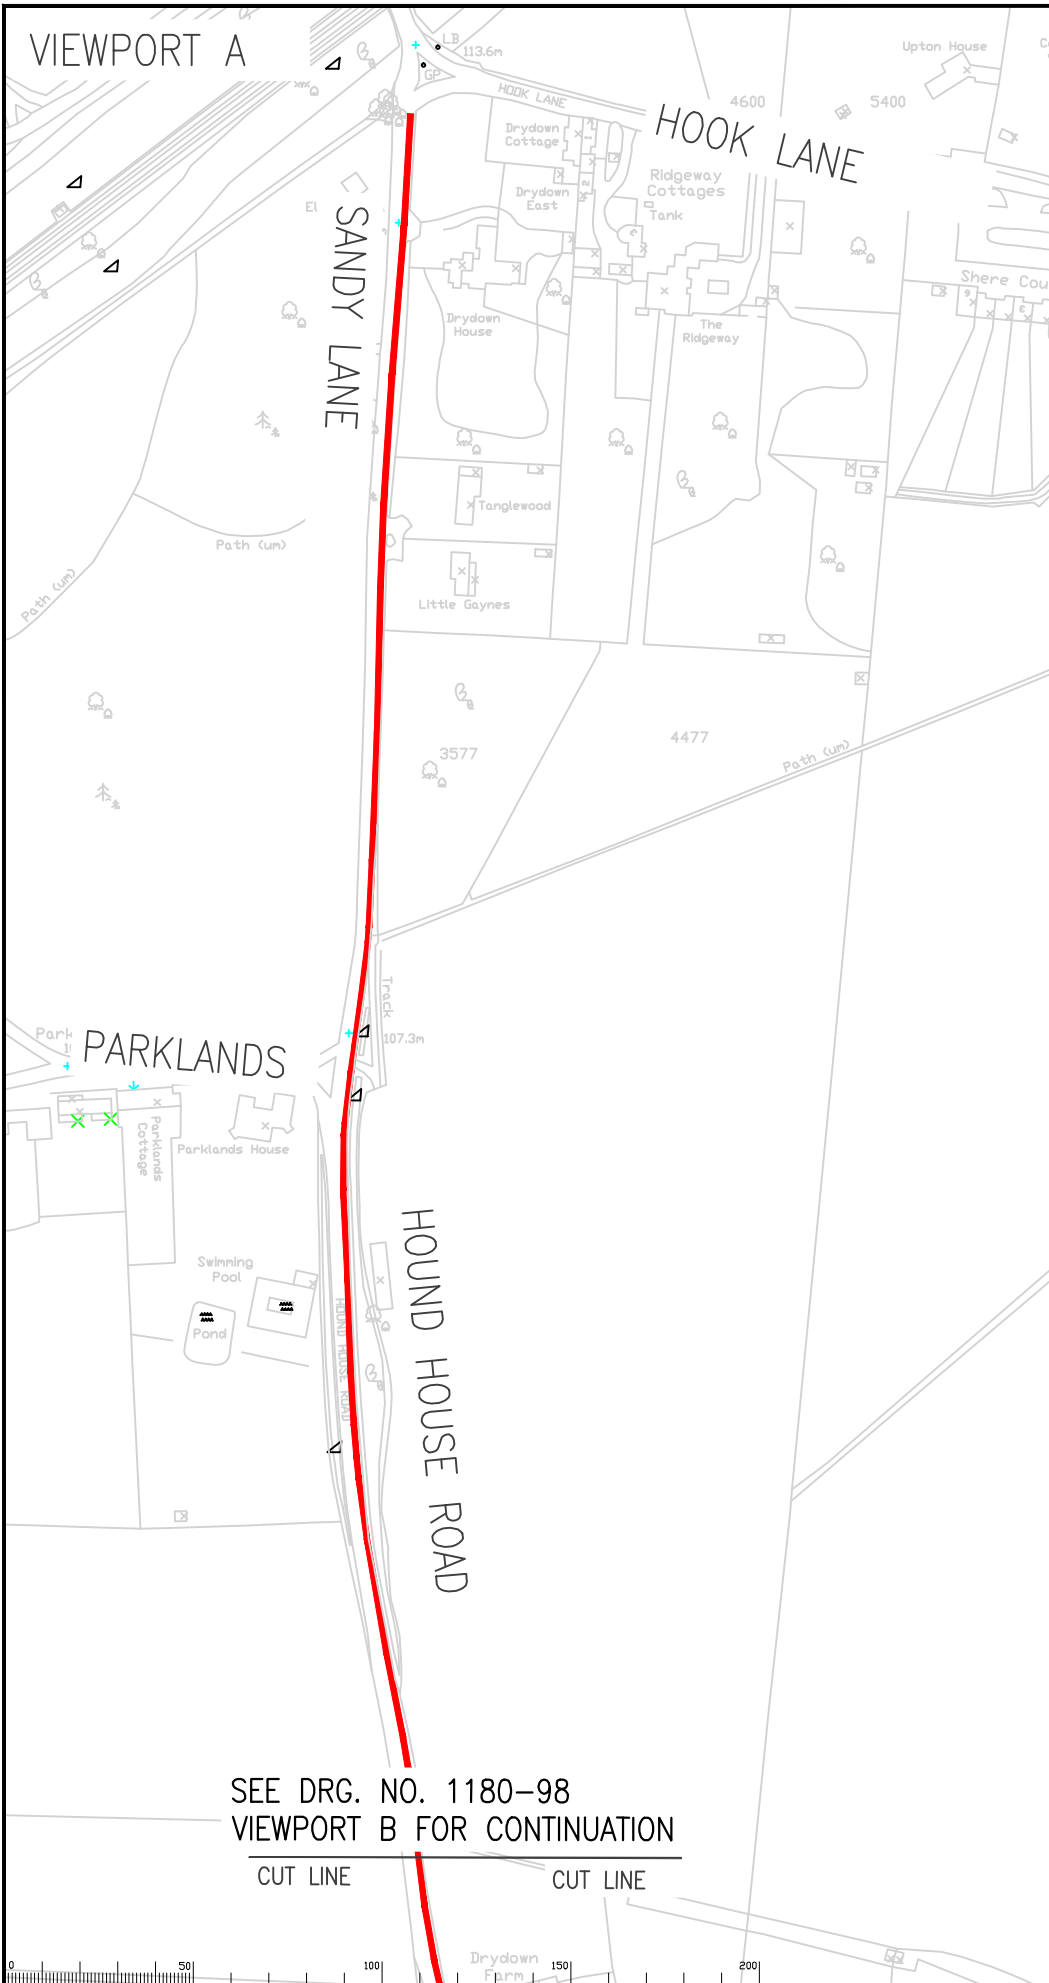 VIEWPORT A
LB
113.6m
GP
HOOK LANE
Upton House
4600
5400
HOOK LANE
Drydown
Cottage
Ridgeway
Cottages
Drydown
East
Tank
El
SANDY LANE
Shere Cou
Drydown
House
The
Ridgeway
Tanglewood
Path (um)
Path (um)
Little Gaynes
3577
4477
Path (um)
Track
107.3m
Park
PARKLANDS
Parklands
Cottage
Parklands House
HOUND HOUSE ROAD
Swimming
Pool
Pond
HOUND HOUSE ROAD
SEE DRG. NO. 1180-98
VIEWPORT B FOR CONTINUATION
CUT LINE
CUT LINE
Drydown
Farm
0 50 100 150 200